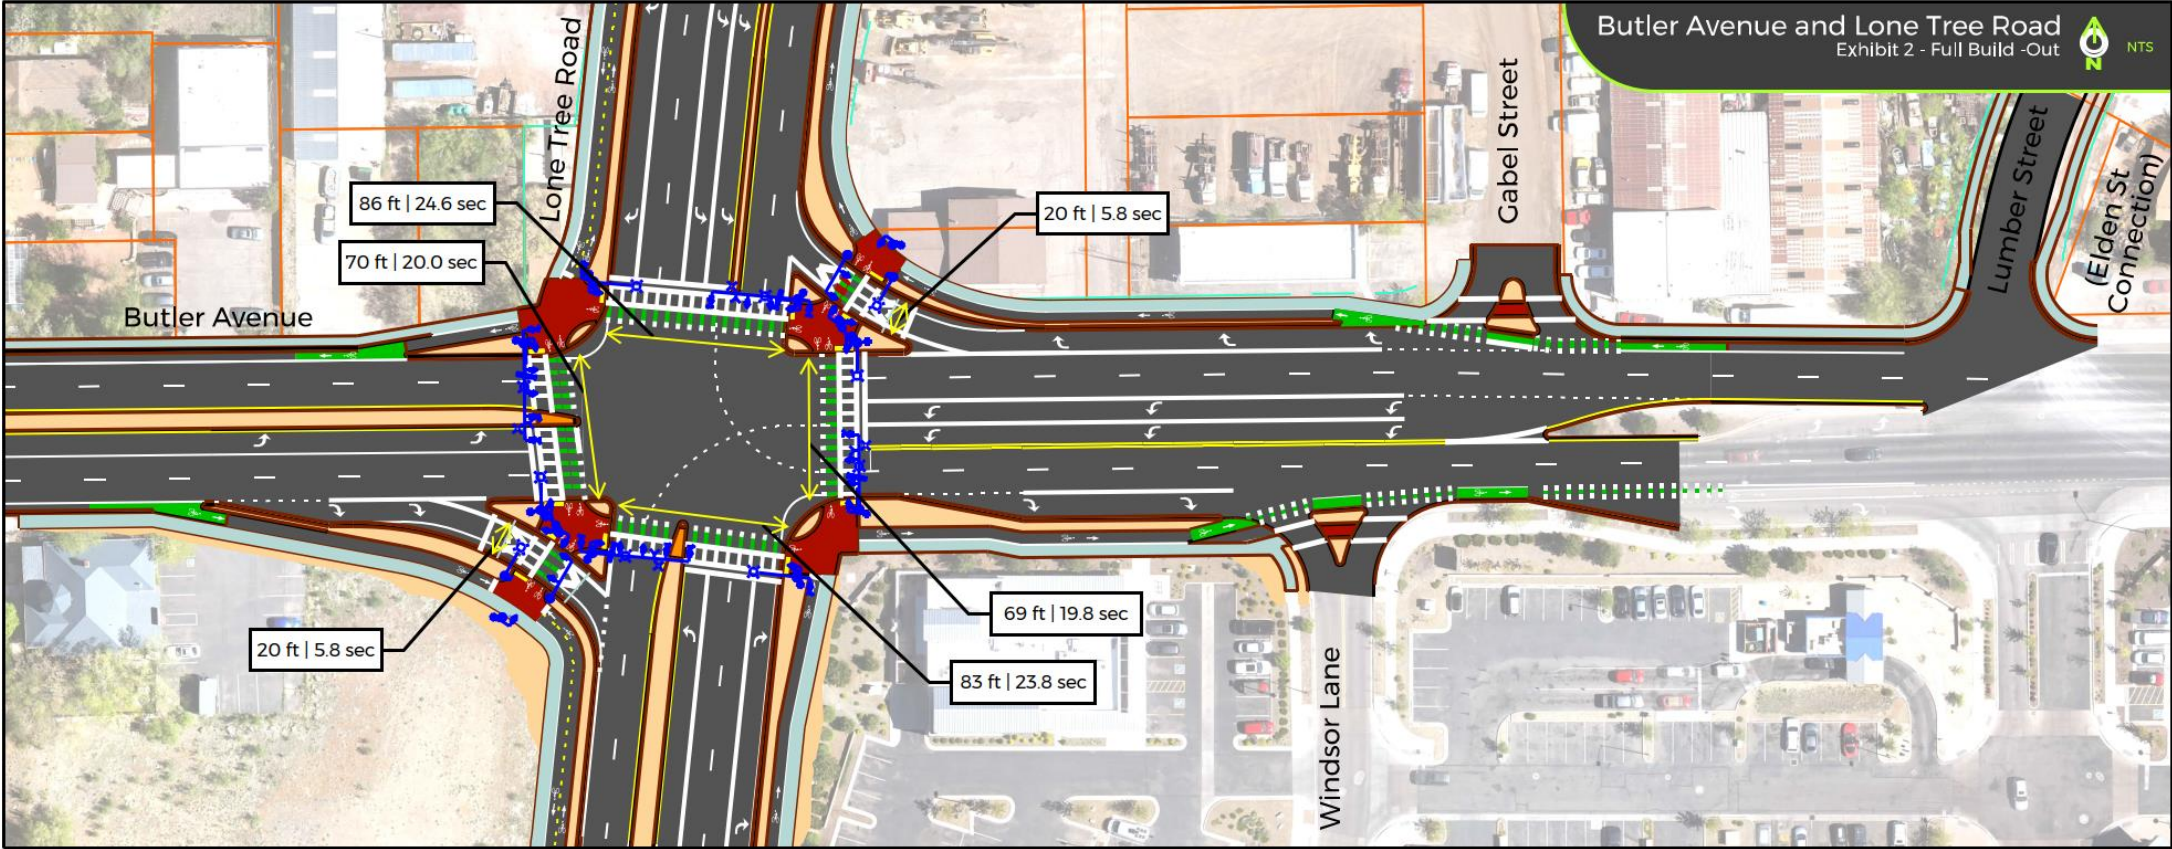 Butler Avenue and Lone Tree Road
Exhibit 2 - Full Build -Out
N
NTS
Lone Tree Road
86 ft | 24.6 sec
70 ft | 20.0 sec
20 ft | 5.8 sec
Gabel Street
Lumber Street
(Elden St
Connection)
Butler Avenue
20 ft | 5.8 sec
69 ft | 19.8 sec
83 ft | 23.8 sec
Windsor Lane